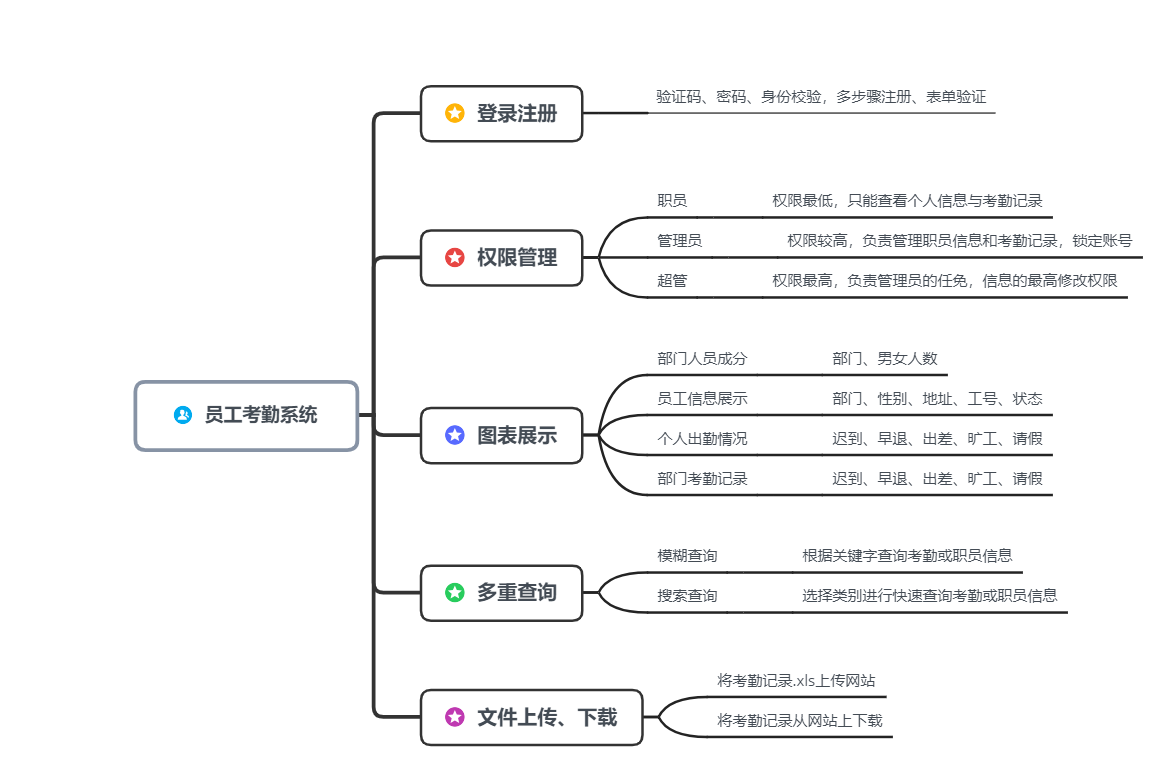 登录注册
验证码、密码、身份校验，多步骤注册、表单验证
权限管理
职员
权限最低，只能查看个人信息与考勤记录
管理员
权限较高，负责管理职员信息和考勤记录，锁定账号
超管
权限最高，负责管理员的任免，信息的最高修改权限
员工考勤系统
图表展示
部门人员成分
部门、男女人数
员工信息展示
部门、性别、地址、工号、状态
个人出勤情况
迟到、早退、出差、旷工、请假
部门考勤记录
迟到、早退、出差、旷工、请假
多重查询
模糊查询
根据关键字查询考勤或职员信息
搜索查询
选择类别进行快速查询考勤或职员信息
文件上传、下载
将考勤记录.xls上传网站
将考勤记录从网站上下载